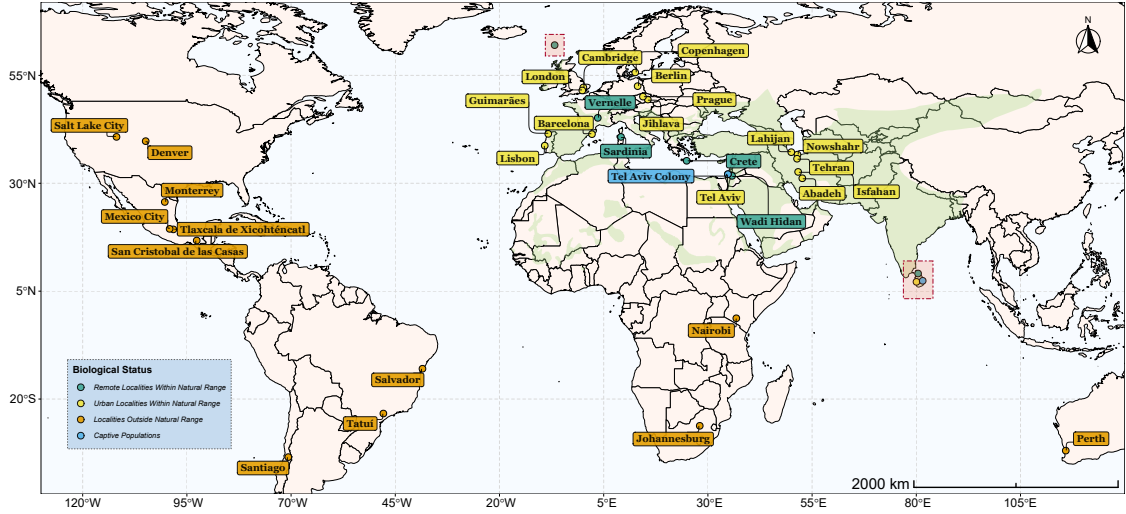 N
Copenhagen
Cambridge
55°N
London
Berlin
Guimarães
Vernelle
Prague
Salt Lake City
Barcelona
Jihlava
Lahijan
Nowshahr
Denver
Lisbon
Sardinia
Crete
Tehran
30°N
Tel Aviv Colony
Monterrey
Tel Aviv
Abadeh
Isfahan
Mexico City
Tlaxcala de Xicohténcatl
Wadi Hidan
San Cristobal de las Casas
5°N
Nairobi
Biological Status
Remote Localities Within Natural Range
Urban Localities Within Natural Range
Localities Outside Natural Range
Captive Populations
Salvador
20°S
Tatuí
Johannesburg
Perth
Santiago
2000 km
120°W 95°W 70°W 45°W 20°W 5°E 30°E 55°E 80°E 105°E